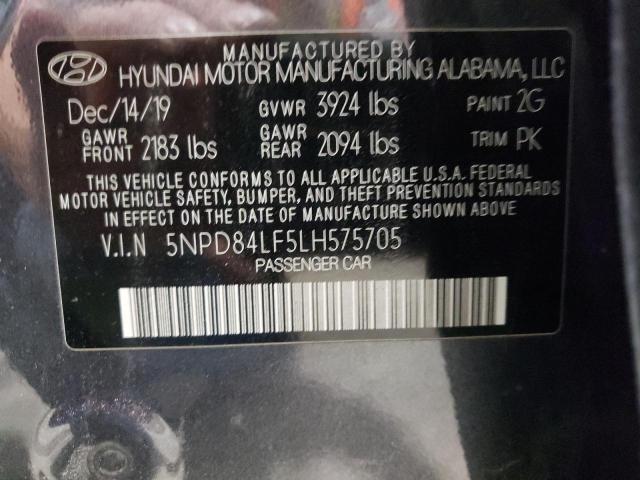 MANUFACTURED BY
HYUNDAI MOTOR MANUFACTURING ALABAMA, LLC
Dec/14/19 GVWR 3924 lbs PAINT 2G
GAWR FRONT 2183 lbs GAWR REAR 2094 lbs TRIM PK
THIS VEHICLE CONFORMS TO ALL APPLICABLE U.S.A. FEDERAL
MOTOR VEHICLE SAFETY, BUMPER, AND THEFT PREVENTION STANDARDS
IN EFFECT ON THE DATE OF MANUFACTURE SHOWN ABOVE.
V.I.N 5NPD84LF5LH575705
PASSENGER CAR